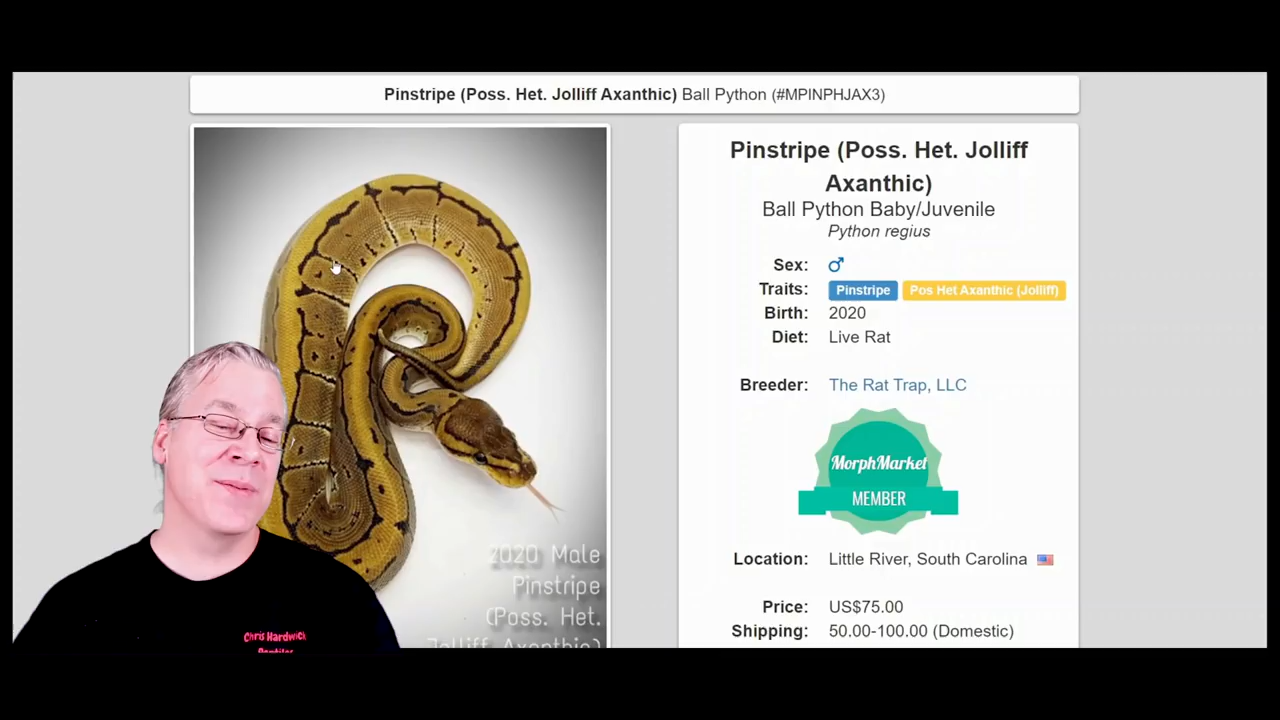 Pinstripe (Poss. Het. Jolliff Axanthic) Ball Python (#MPINPHJAX3)
Pinstripe (Poss. Het. Jolliff
Axanthic)
Ball Python Baby/Juvenile
Python regius
Sex: ♂
Traits: Pinstripe Pos Het Axanthic (Jolliff)
Birth: 2020
Diet: Live Rat
Breeder: The Rat Trap, LLC
MorphMarket
MEMBER
Location: Little River, South Carolina
Price: US$75.00
Shipping: 50.00-100.00 (Domestic)
2020 Male
Pinstripe
(Poss. Het.
Jolliff Axanthic)
Chris Hardwick
Reptiles